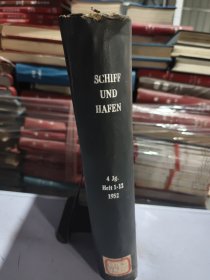 SCHIFF
UND
HAFEN
4 Jg.
Heft 1-12
1952